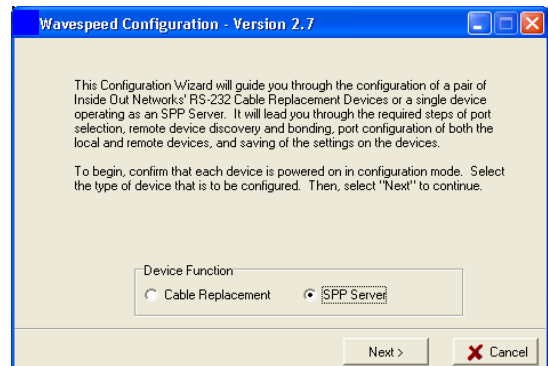 Wavespeed Configuration - Version 2.7
This Configuration Wizard will guide you through the configuration of a pair of
Inside Out Networks' RS-232 Cable Replacement Devices or a single device
operating as an SPP Server. It will lead you through the required steps of port
selection, remote device discovery and bonding, port configuration of both the
local and remote devices, and saving of the settings on the devices.
To begin, confirm that each device is powered on in configuration mode. Select
the type of device that is to be configured. Then, select "Next" to continue.
Device Function
Cable Replacement SPP Server
Next > Cancel